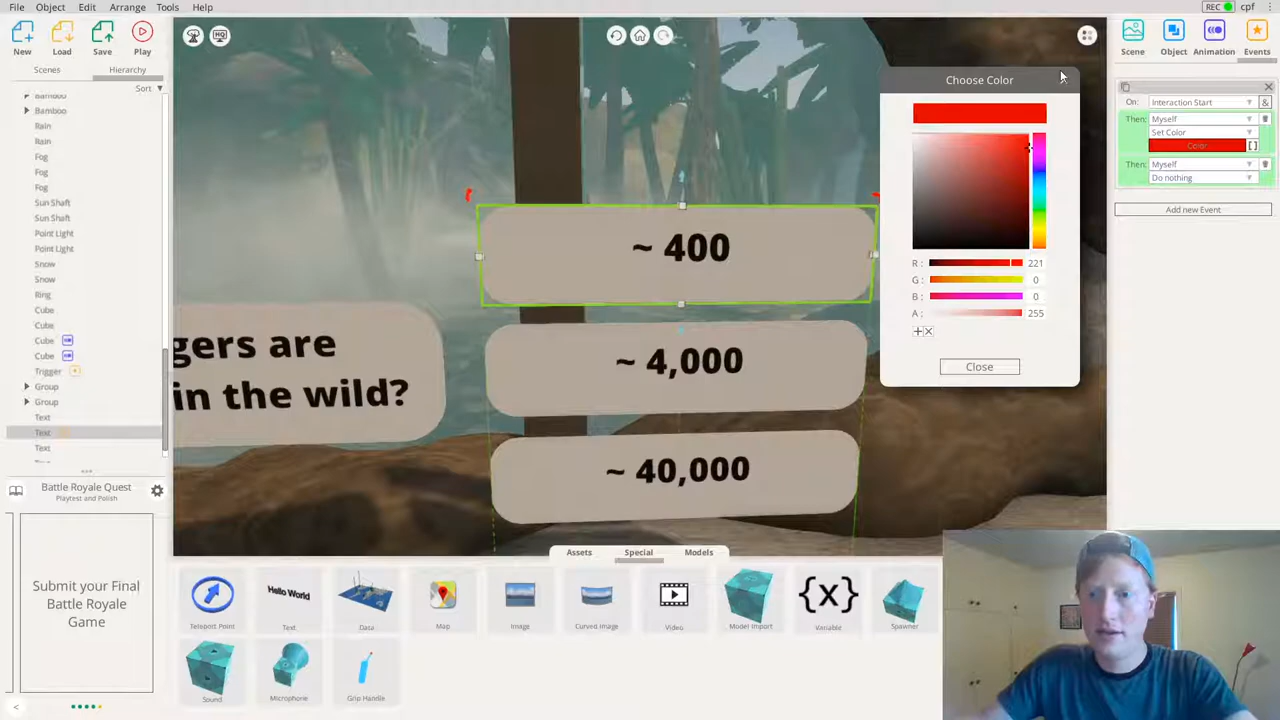 File Object Edit Arrange Tools Help
REC cpf
New Load Save Play
Scene Object Animation Events
Scenes Hierarchy
Sort
Bamboo
Bamboo
Rain
Rain
Fog
Fog
Fog
Sun Shaft
Sun Shaft
Point Light
Point Light
Snow
Snow
Ring
Cube
Cube
Cube
Cube
Trigger
Group
Group
Text
Text
Text
Battle Royale Quest
Playtest and Polish
Submit your Final
Battle Royale
Game
HQ
~ 400
~ 4,000
~ 40,000
gers are
in the wild?
Choose Color
R : 221
G : 0
B : 0
A : 255
Close
On: Interaction Start &
Then: Myself
Set Color
Color [ ]
Then: Myself
Do nothing
Add new Event
Assets Special Models
Hello World
{x}
Teleport Point Text Data Map Image Curved Image Video Model Import Variable Spawner
Sound Microphone Grip Handle